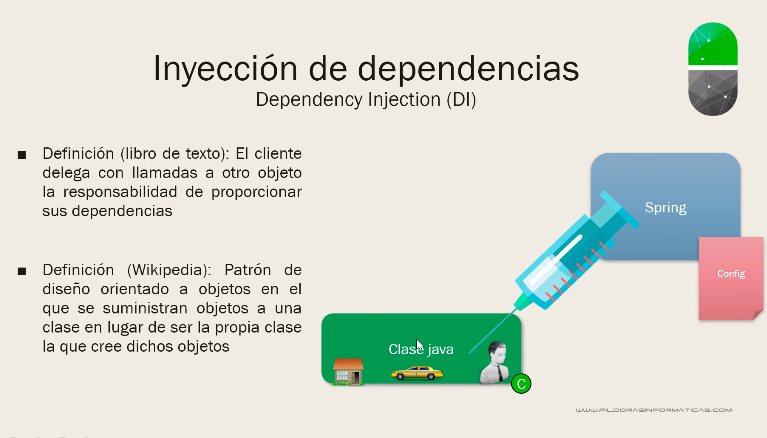 Inyección de dependencias
Dependency Injection (DI)
■ Definición (libro de texto): El cliente
delega con llamadas a otro objeto
la responsabilidad de proporcionar
sus dependencias
■ Definición (Wikipedia): Patrón de
diseño orientado a objetos en el
que se suministran objetos a una
clase en lugar de ser la propia clase
la que cree dichos objetos
Spring
Config
Clase java
C
WWW.PILDORASINFORMATICAS.COM